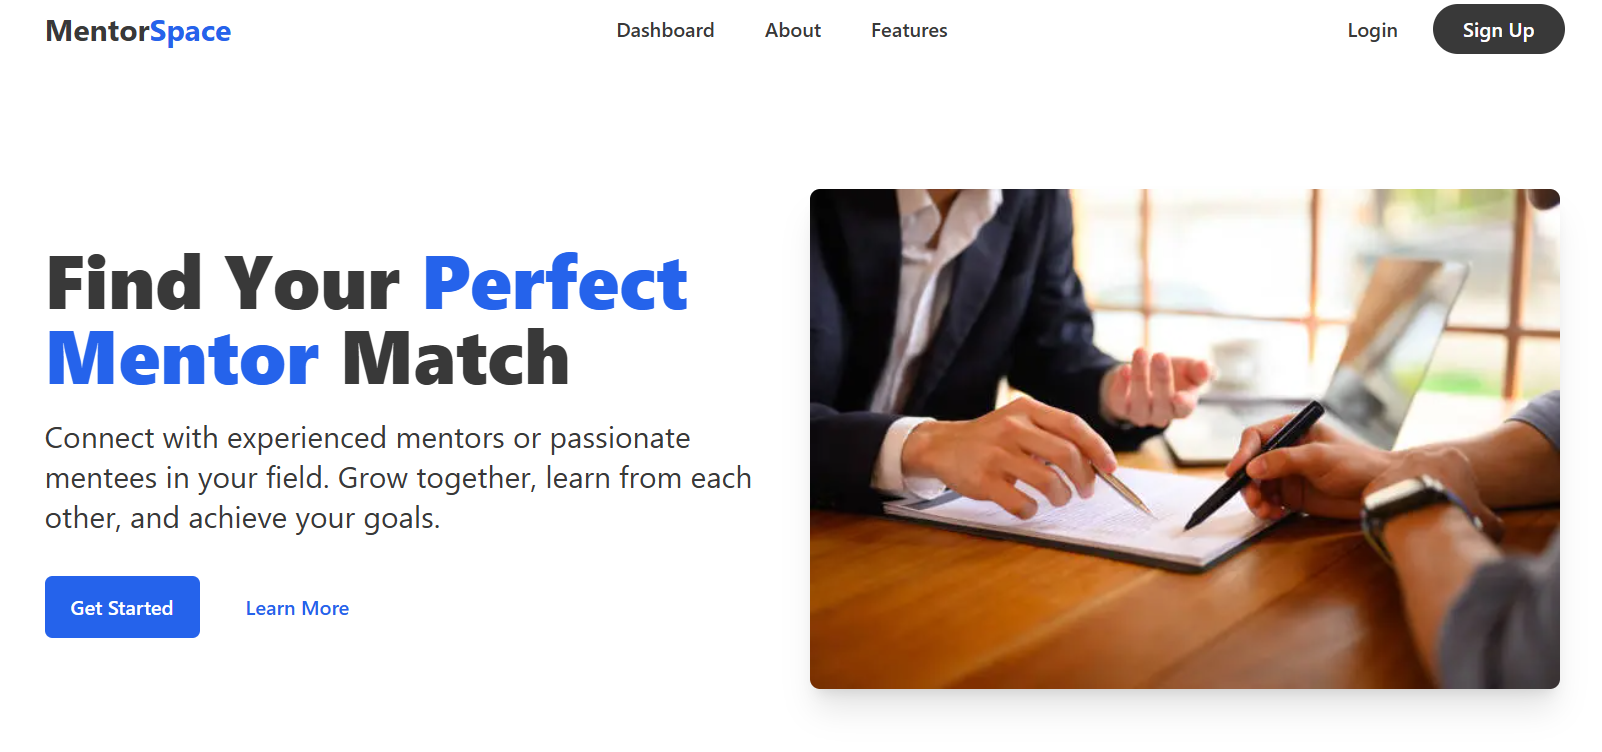 MentorSpace
Dashboard
About
Features
Login
Sign Up
Find Your Perfect
Mentor Match
Connect with experienced mentors or passionate
mentees in your field. Grow together, learn from each
other, and achieve your goals.
Get Started
Learn More